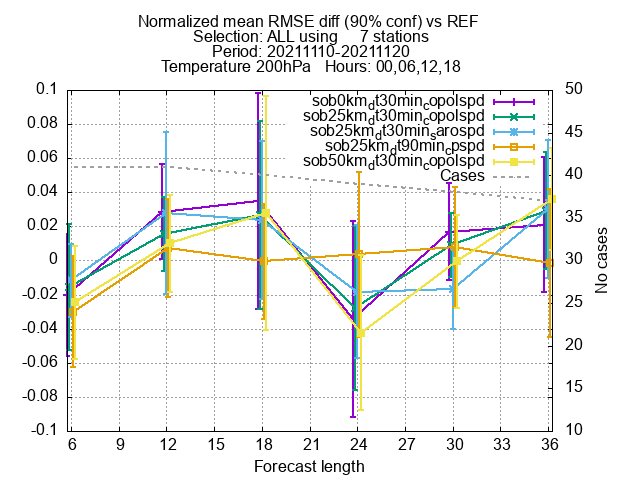 Normalized mean RMSE diff (90% conf) vs REF
Selection: ALL using 7 stations
Period: 20211110-20211120
Temperature 200hPa Hours: 00,06,12,18
0.1
0.08
0.06
0.04
0.02
0
-0.02
-0.04
-0.06
-0.08
-0.1
sob0km_dt30min_copolspd
sob25km_dt30min_copolspd
sob25km_dt30min_sarospd
sob25km_dt90min_cpspd
sob50km_dt30min_copolspd
Cases
50
45
40
35
30
25
20
15
10
No cases
6 9 12 15 18 21 24 27 30 33 36
Forecast length